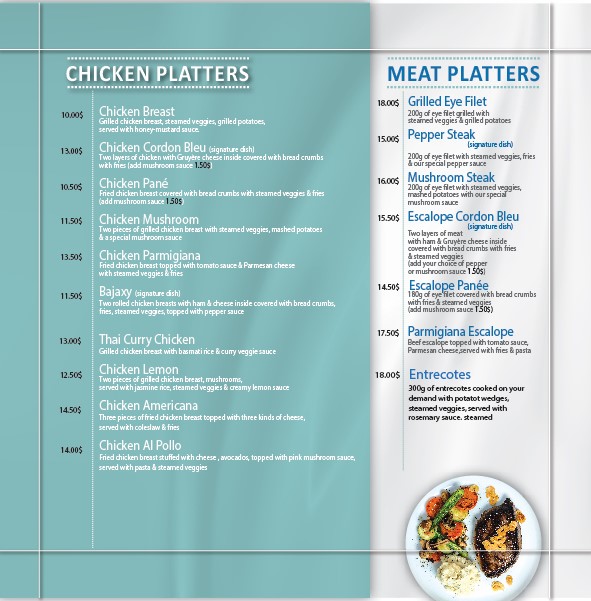 CHICKEN PLATTERS
10.00$ Chicken Breast
Grilled chicken breast, steamed veggies, grilled potatoes,
served with honey-mustard sauce.
13.00$ Chicken Cordon Bleu (signature dish)
Two layers of chicken with Gruyère cheese inside covered with bread crumbs
with fries (add mushroom sauce 1.50$)
10.50$ Chicken Pané
Fried chicken breast covered with bread crumbs with steamed veggies & fries
(add mushroom sauce 1.50$)
11.50$ Chicken Mushroom
Two pieces of grilled chicken breast with steamed veggies, mashed potatoes
& a special mushroom sauce
13.50$ Chicken Parmigiana
Fried chicken breast topped with tomato sauce & Parmesan cheese
with steamed veggies & fries
11.50$ Bajaxy (signature dish)
Two rolled chicken breasts with ham & cheese inside covered with bread crumbs,
fries, steamed veggies, topped with pepper sauce
13.00$ Thai Curry Chicken
Grilled chicken breast with basmati rice & curry veggie sauce
12.50$ Chicken Lemon
Two pieces of grilled chicken breast, mushrooms,
served with jasmine rice, steamed veggies & creamy lemon sauce
14.50$ Chicken Americana
Three pieces of fried chicken breast topped with three kinds of cheese,
served with coleslaw & fries
14.00$ Chicken Al Pollo
Fried chicken breast stuffed with cheese , avocados, topped with pink mushroom sauce,
served with pasta & steamed veggies
MEAT PLATTERS
18.00$ Grilled Eye Filet
200g of eye filet grilled with
steamed veggies & grilled potatoes
15.00$ Pepper Steak
(signature dish)
200g of eye filet with steamed veggies, fries
& our special pepper sauce
16.00$ Mushroom Steak
200g of eye filet with steamed veggies,
mashed potatoes with our special
mushroom sauce
15.50$ Escalope Cordon Bleu
(signature dish)
Two layers of meat
with ham & Gruyère cheese inside
covered with bread crumbs with fries
& steamed veggies
(add your choice of pepper
or mushroom sauce 1.50$)
14.50$ Escalope Panée
180g of eye filet covered with bread crumbs
with fries & steamed veggies
(add mushroom sauce 1.50$)
17.50$ Parmigiana Escalope
Beef escalope topped with tomato sauce,
Parmesan cheese,served with fries & pasta
18.00$ Entrecotes
300g of entrecotes cooked on your
demand with potatot wedges,
steamed veggies, served with
rosemary sauce. steamed